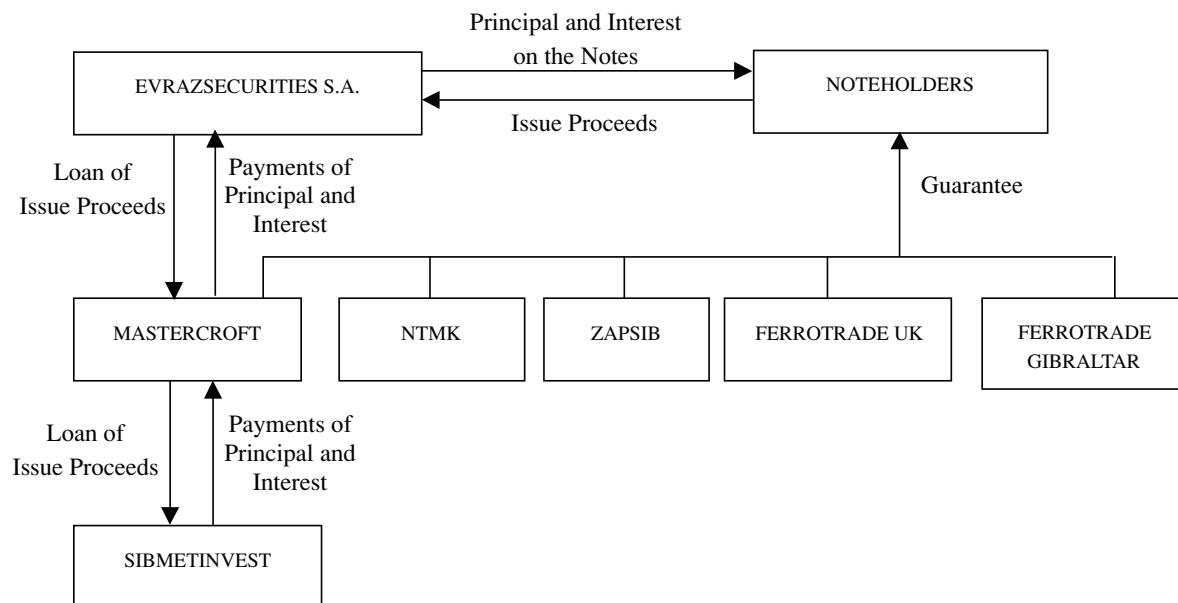 Principal and Interest
on the Notes
EVRAZSECURITIES S.A.
NOTEHOLDERS
Issue Proceeds
Loan of
Issue Proceeds
Payments of
Principal and
Interest
Guarantee
MASTERCROFT
NTMK
ZAPSIB
FERROTRADE UK
FERROTRADE
GIBRALTAR
Loan of
Issue Proceeds
Payments of
Principal and
Interest
SIBMETINVEST